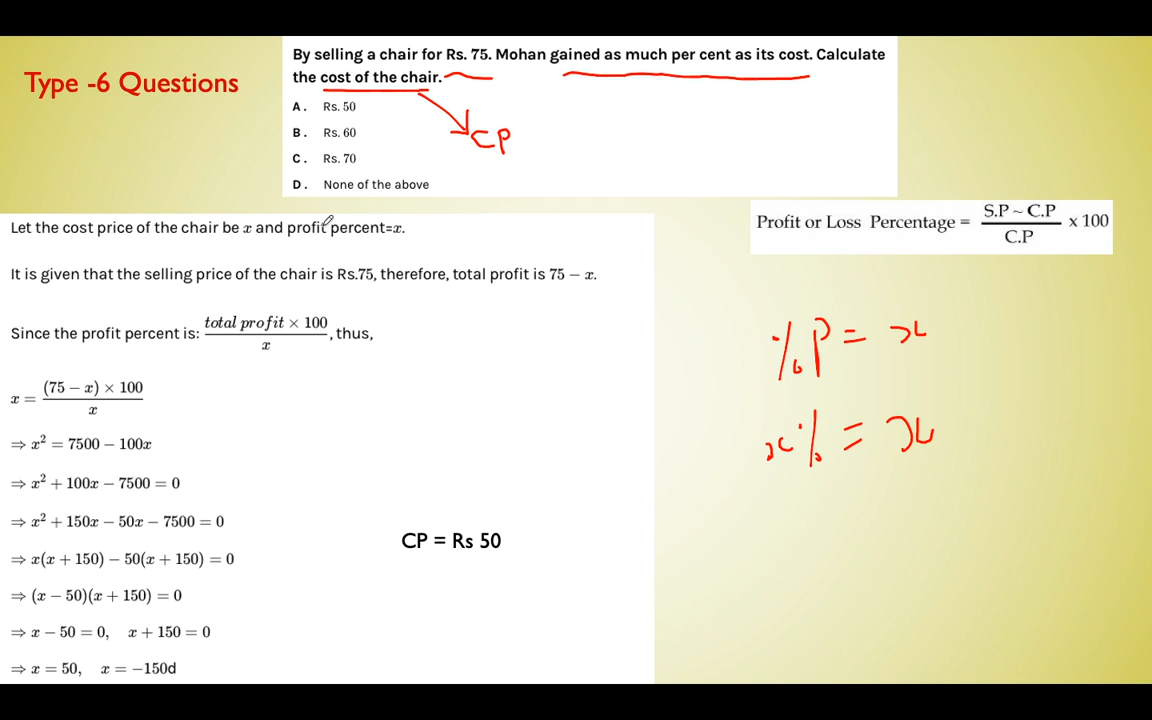 Type -6 Questions
By selling a chair for Rs. 75. Mohan gained as much per cent as its cost. Calculate
the cost of the chair.
A. Rs. 50
B. Rs. 60
C. Rs. 70
D. None of the above
CP
Let the cost price of the chair be x and profit percent=x.
It is given that the selling price of the chair is Rs.75, therefore, total profit is 75 − x.
Since the profit percent is: total profit × 100 / x, thus,
x = (75 − x) × 100 / x
⇒ x² = 7500 − 100x
⇒ x² + 100x − 7500 = 0
⇒ x² + 150x − 50x − 7500 = 0
⇒ x(x + 150) − 50(x + 150) = 0
⇒ (x − 50)(x + 150) = 0
⇒ x − 50 = 0, x + 150 = 0
⇒ x = 50, x = −150d
CP = Rs 50
Profit or Loss Percentage = S.P ~ C.P / C.P x 100
%P = x
x% = x